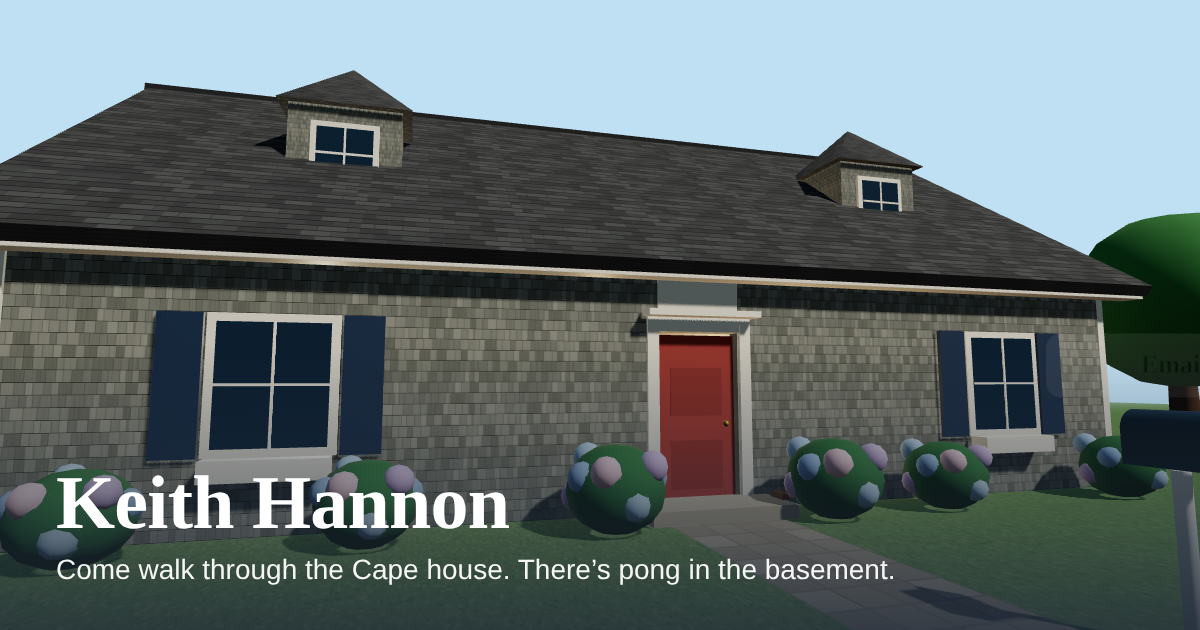 Keith Hannon
Come walk through the Cape house. There’s pong in the basement.